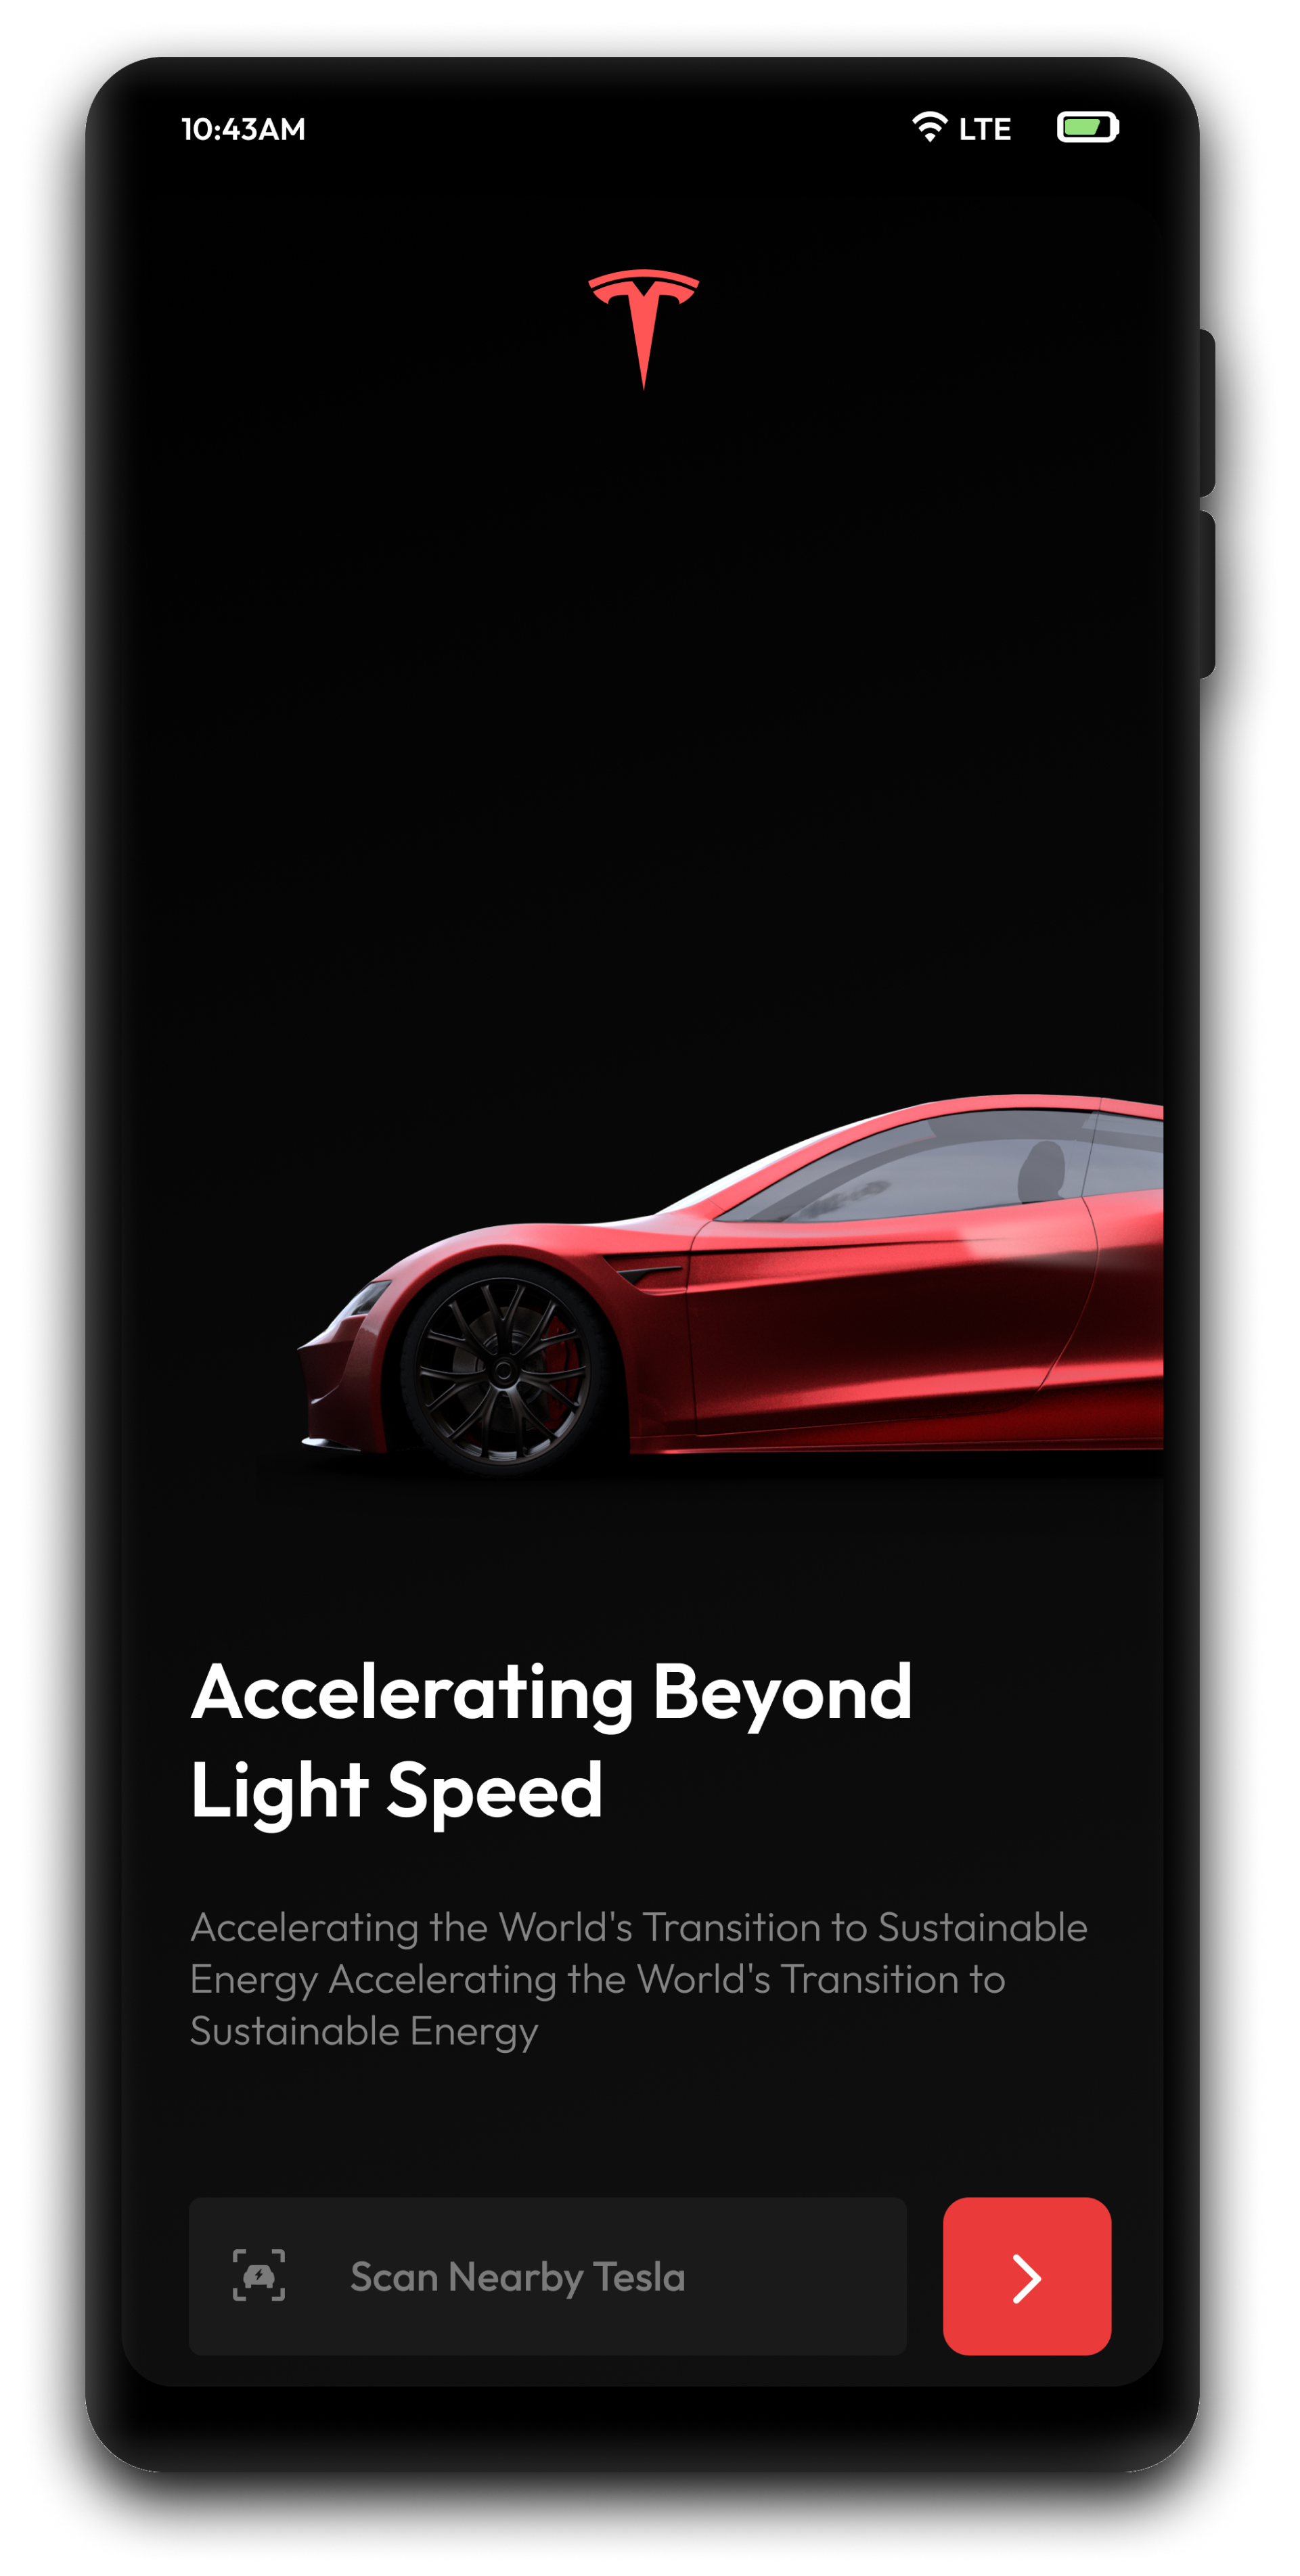 10:43AM LTE
Accelerating Beyond
Light Speed
Accelerating the World's Transition to Sustainable
Energy Accelerating the World's Transition to
Sustainable Energy
Scan Nearby Tesla